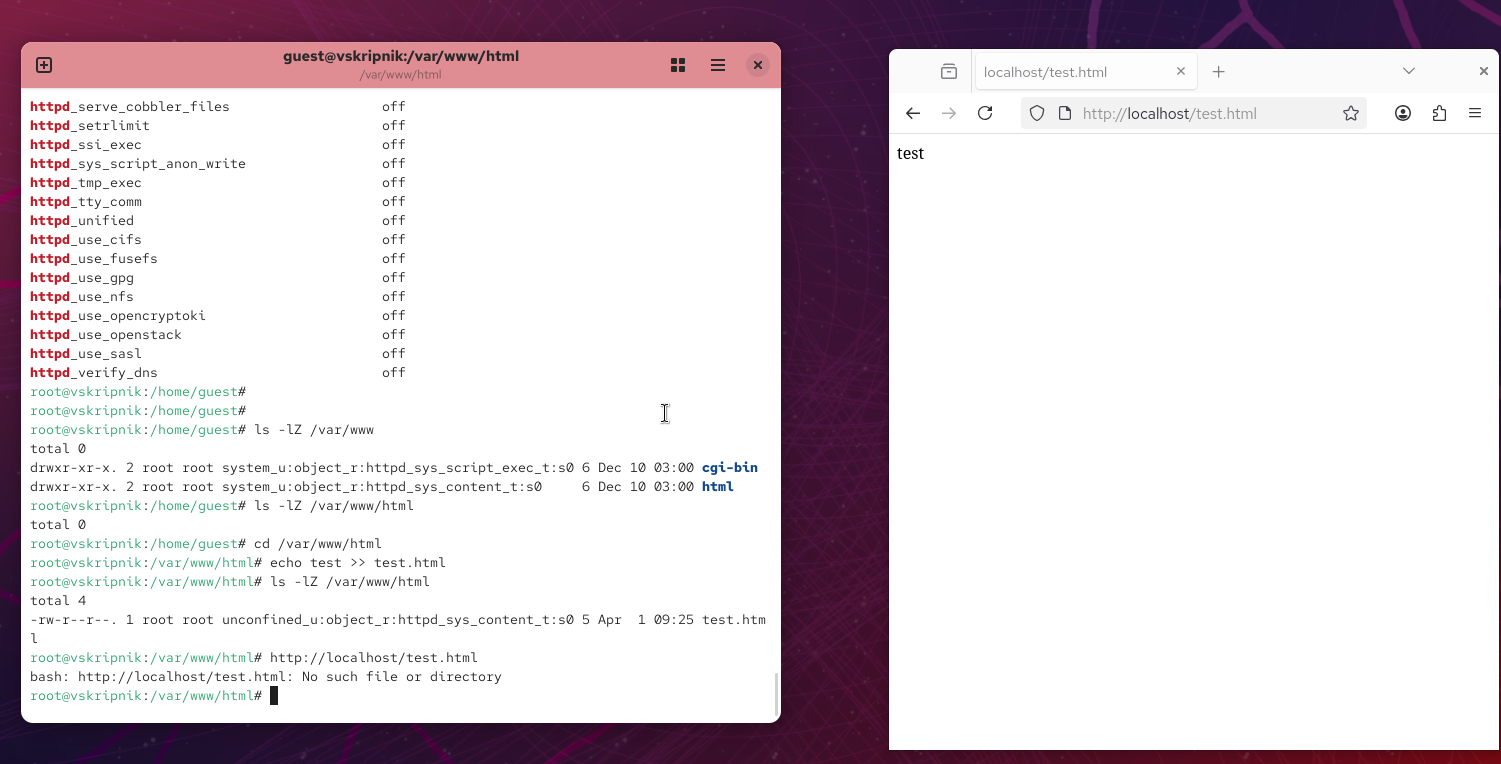 guest@vskripnik:/var/www/html
/var/www/html
httpd_serve_cobbler_files                   off
httpd_setrlimit                             off
httpd_ssi_exec                              off
httpd_sys_script_anon_write                 off
httpd_tmp_exec                              off
httpd_tty_comm                              off
httpd_unified                               off
httpd_use_cifs                              off
httpd_use_fusefs                            off
httpd_use_gpg                               off
httpd_use_nfs                               off
httpd_use_opencryptoki                      off
httpd_use_openstack                         off
httpd_use_sasl                              off
httpd_verify_dns                            off
root@vskripnik:/home/guest#
root@vskripnik:/home/guest#
root@vskripnik:/home/guest# ls -lZ /var/www
total 0
drwxr-xr-x. 2 root root system_u:object_r:httpd_sys_script_exec_t:s0 6 Dec 10 03:00 cgi-bin
drwxr-xr-x. 2 root root system_u:object_r:httpd_sys_content_t:s0     6 Dec 10 03:00 html
root@vskripnik:/home/guest# ls -lZ /var/www/html
total 0
root@vskripnik:/home/guest# cd /var/www/html
root@vskripnik:/var/www/html# echo test >> test.html
root@vskripnik:/var/www/html# ls -lZ /var/www/html
total 4
-rw-r--r--. 1 root root unconfined_u:object_r:httpd_sys_content_t:s0 5 Apr  1 09:25 test.htm
l
root@vskripnik:/var/www/html# http://localhost/test.html
bash: http://localhost/test.html: No such file or directory
root@vskripnik:/var/www/html#
localhost/test.html
http://localhost/test.html
test